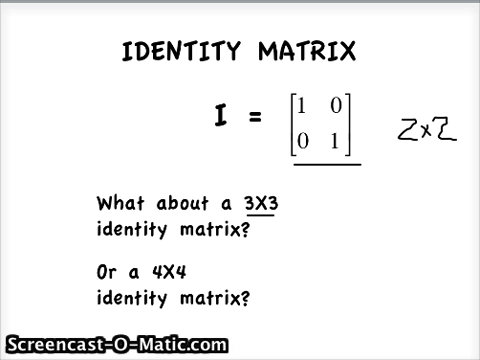 IDENTITY MATRIX
I = [1 0
0 1] 2x2
What about a 3X3
identity matrix?
Or a 4X4
identity matrix?
Screencast-O-Matic.com